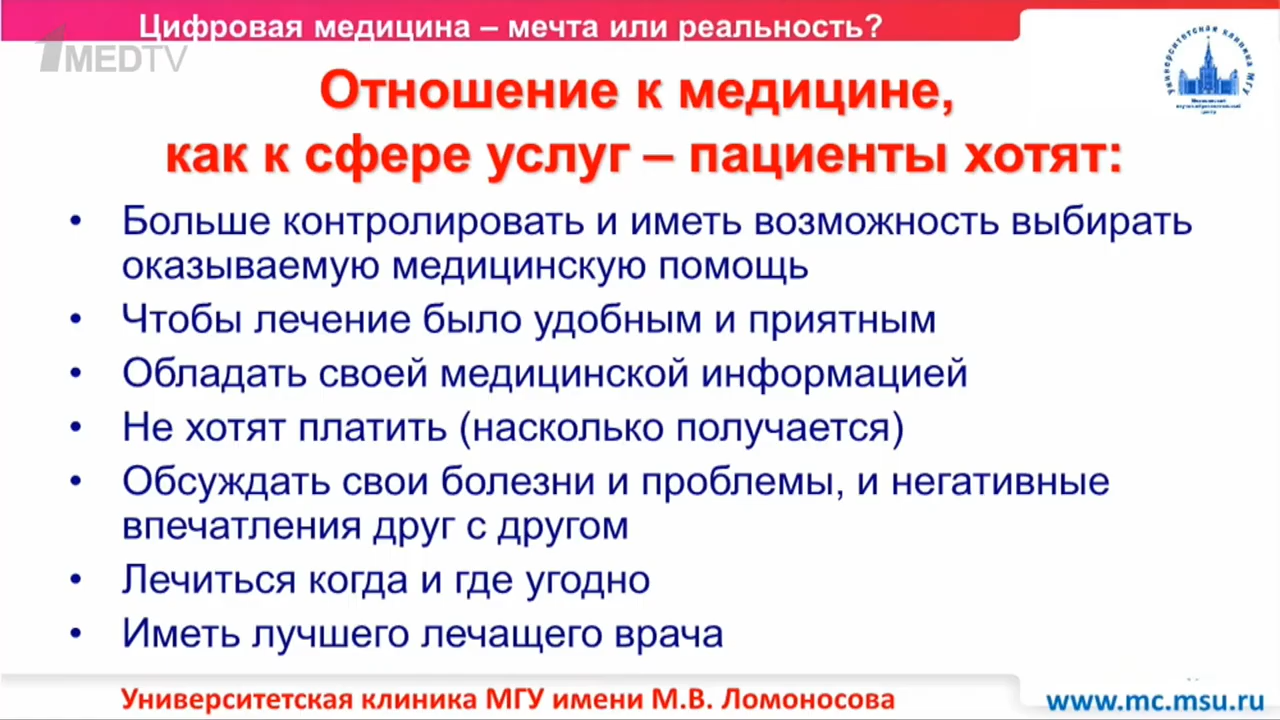 Цифровая медицина – мечта или реальность?
1MEDTV
Университетская клиника МГУ
Отношение к медицине,
как к сфере услуг – пациенты хотят:
• Больше контролировать и иметь возможность выбирать
оказываемую медицинскую помощь
• Чтобы лечение было удобным и приятным
• Обладать своей медицинской информацией
• Не хотят платить (насколько получается)
• Обсуждать свои болезни и проблемы, и негативные
впечатления друг с другом
• Лечиться когда и где угодно
• Иметь лучшего лечащего врача
Университетская клиника МГУ имени М.В. Ломоносова
www.mc.msu.ru